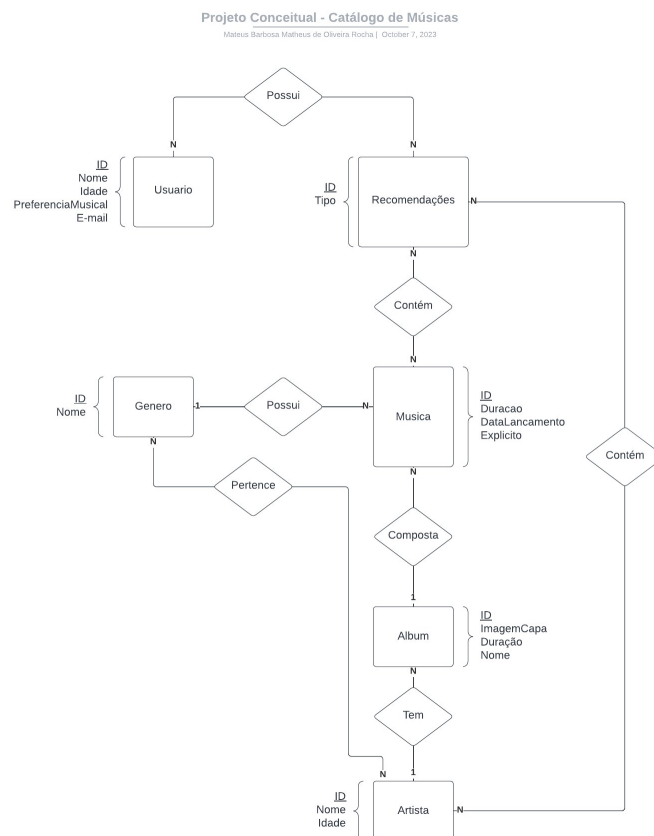 Projeto Conceitual - Catálogo de Músicas
Mateus Barbosa Matheus de Oliveira Rocha | October 7, 2023
Possui
N
N
ID
Nome
Idade
PreferenciaMusical
E-mail
Usuario
ID
Tipo
Recomendações
N
N
Contém
N
ID
Nome
Genero
1
Possui
N
Musica
ID
Duracao
DataLancamento
Explicito
N
N
Contém
Pertence
Composta
1
Album
ID
ImagemCapa
Duração
Nome
N
Tem
N
1
ID
Nome
Idade
Artista
N